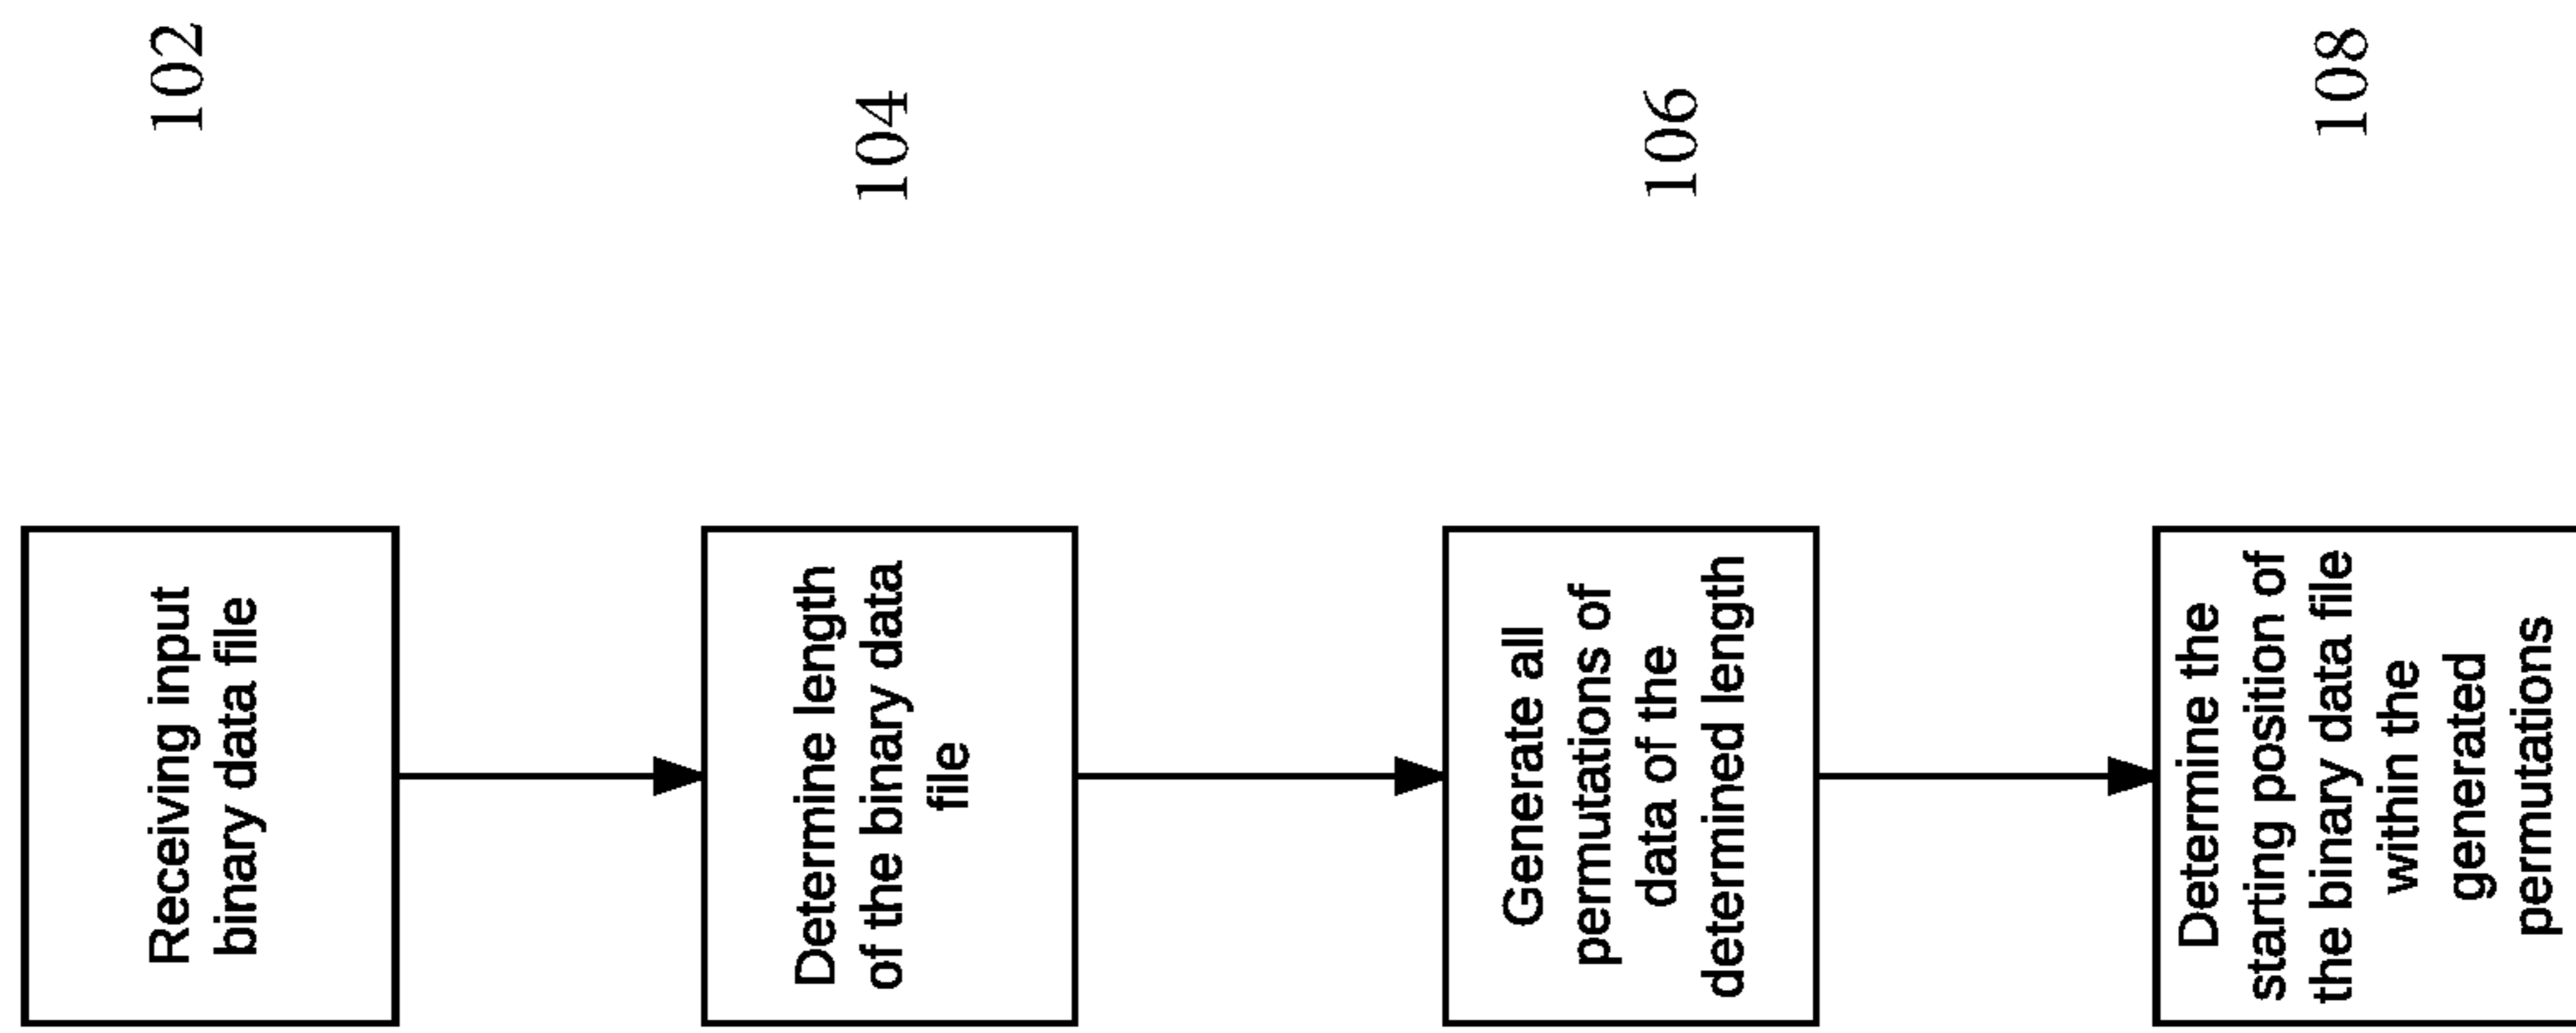 Receiving input
binary data file
102
Determine length
of the binary data
file
104
Generate all
permutations of
data of the
determined length
106
Determine the
starting position of
the binary data file
within the
generated
permutations
108